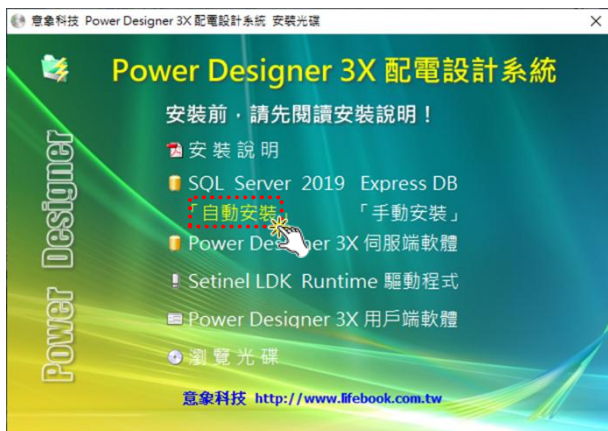 意象科技 Power Designer 3X 配電設計系統 安裝光碟
Power Designer 3X 配電設計系統
安裝前，請先閱讀安裝說明！
安裝說明
SQL Server 2019 Express DB
「自動安裝」 「手動安裝」
Power Designer 3X 伺服端軟體
Setinel LDK Runtime 驅動程式
Power Designer 3X 用戶端軟體
瀏覽光碟
意象科技 http://www.lifebook.com.tw
Power Designer